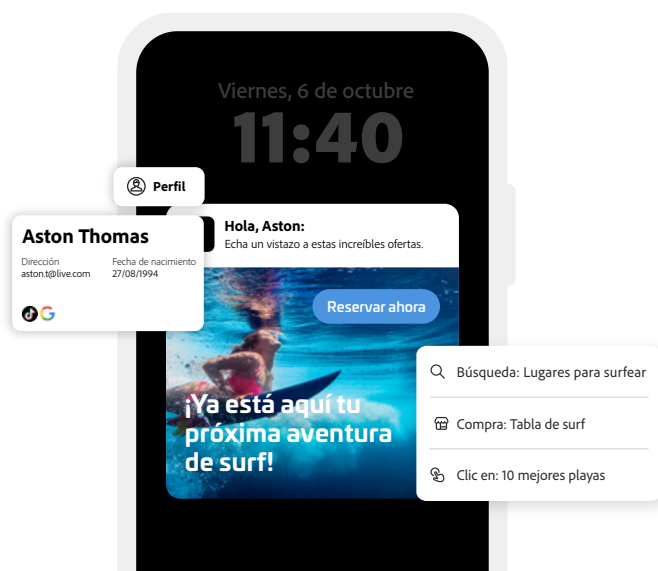 Viernes, 6 de octubre
11:40
Perfil
Aston Thomas
Dirección
aston.t@live.com
Fecha de nacimiento
27/08/1994
Hola, Aston:
Echa un vistazo a estas increíbles ofertas.
Reservar ahora
¡Ya está aquí tu
próxima aventura
de surf!
Búsqueda: Lugares para surfear
Compra: Tabla de surf
Clic en: 10 mejores playas